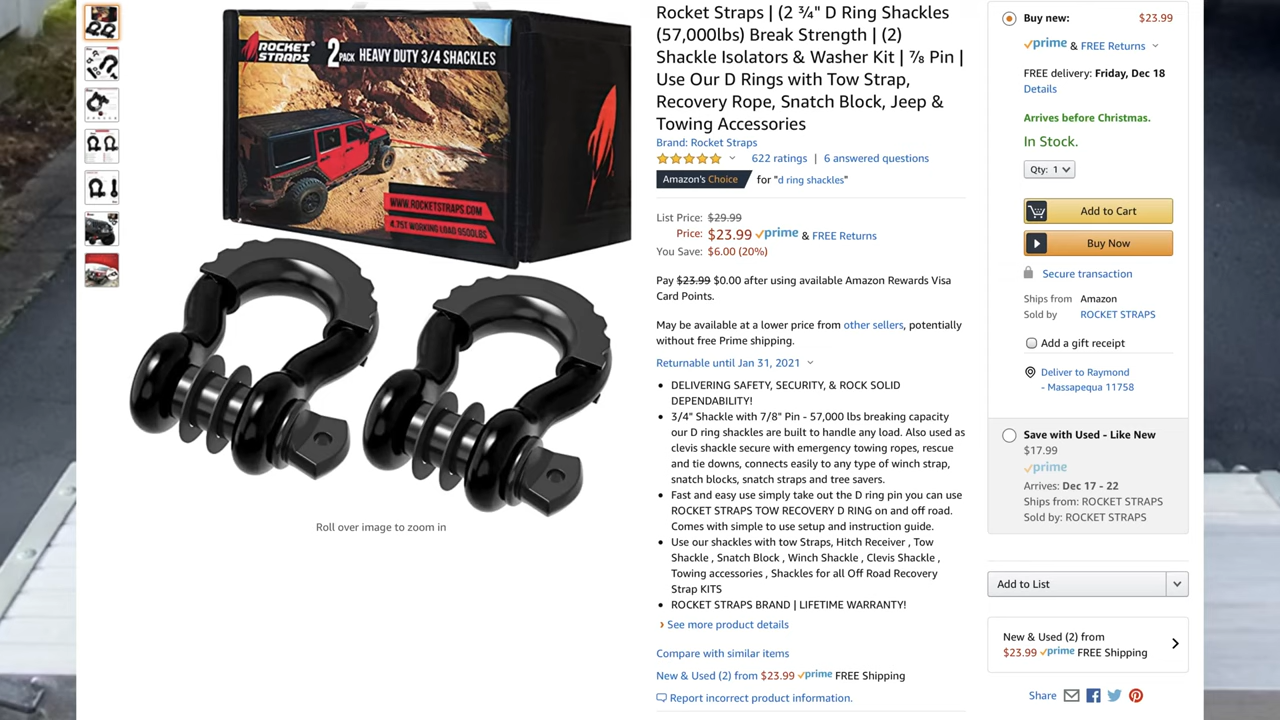 ROCKET
STRAPS
2 PACK HEAVY DUTY 3/4 SHACKLES
WWW.ROCKETSTRAPS.COM
4.75T WORKING LOAD 9500LBS
Roll over image to zoom in
Rocket Straps | (2 ¾" D Ring Shackles
(57,000lbs) Break Strength | (2)
Shackle Isolators & Washer Kit | ⅞ Pin |
Use Our D Rings with Tow Strap,
Recovery Rope, Snatch Block, Jeep &
Towing Accessories
Brand: Rocket Straps
622 ratings | 6 answered questions
Amazon's Choice for "d ring shackles"
List Price: $29.99
Price: $23.99 prime & FREE Returns
You Save: $6.00 (20%)
Pay $23.99 $0.00 after using available Amazon Rewards Visa
Card Points.
May be available at a lower price from other sellers, potentially
without free Prime shipping.
Returnable until Jan 31, 2021
• DELIVERING SAFETY, SECURITY, & ROCK SOLID
DEPENDABILITY!
• 3/4" Shackle with 7/8" Pin - 57,000 lbs breaking capacity
our D ring shackles are built to handle any load. Also used as
clevis shackle secure with emergency towing ropes, rescue
and tie downs, connects easily to any type of winch strap,
snatch blocks, snatch straps and tree savers.
• Fast and easy use simply take out the D ring pin you can use
ROCKET STRAPS TOW RECOVERY D RING on and off road.
Comes with simple to use setup and instruction guide.
• Use our shackles with tow Straps, Hitch Receiver , Tow
Shackle , Snatch Block , Winch Shackle , Clevis Shackle ,
Towing accessories , Shackles for all Off Road Recovery
Strap KITS
• ROCKET STRAPS BRAND | LIFETIME WARRANTY!
› See more product details
Compare with similar items
New & Used (2) from $23.99 prime FREE Shipping
Report incorrect product information.
Buy new: $23.99
prime & FREE Returns
FREE delivery: Friday, Dec 18
Details
Arrives before Christmas.
In Stock.
Qty: 1
Add to Cart
Buy Now
Secure transaction
Ships from Amazon
Sold by ROCKET STRAPS
Add a gift receipt
Deliver to Raymond
- Massapequa 11758
Save with Used - Like New
$17.99
prime
Arrives: Dec 17 - 22
Ships from: ROCKET STRAPS
Sold by: ROCKET STRAPS
Add to List
New & Used (2) from
$23.99 prime FREE Shipping
Share